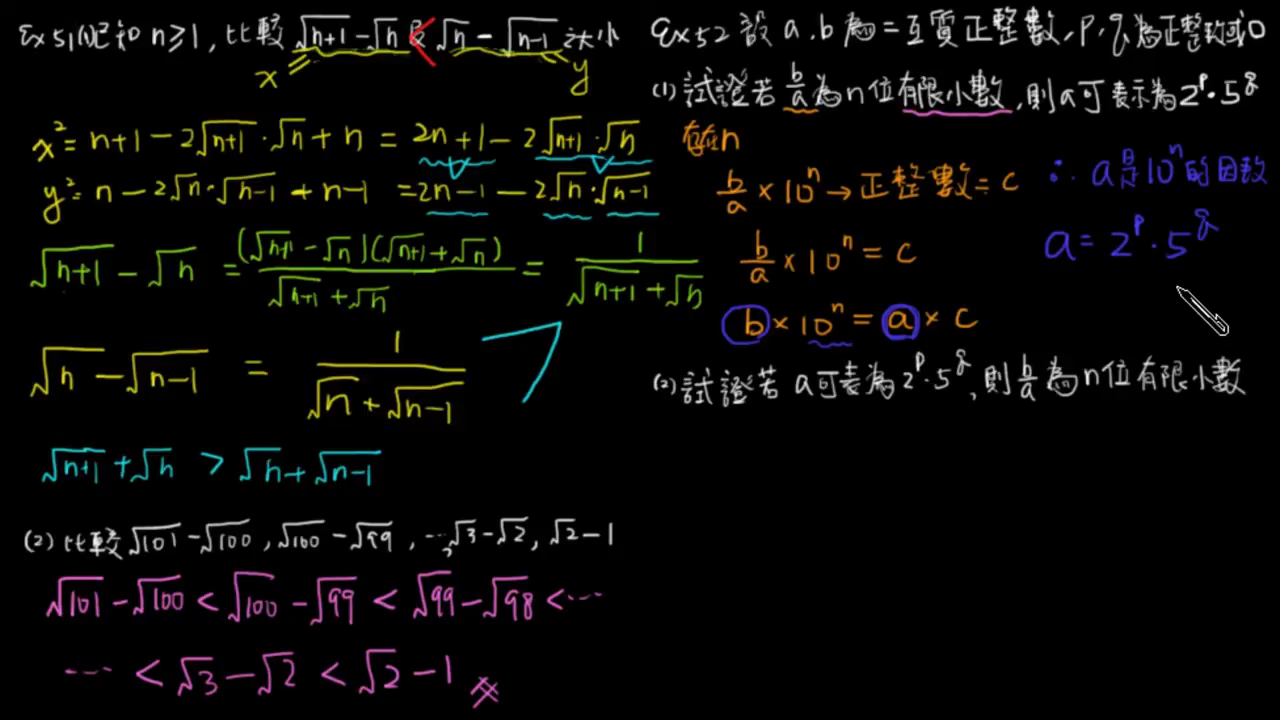 Ex51(1)已知 n≥1, 比較 √(n+1) - √n 及 < √n - √(n-1) 之大小
x
y
x² = n+1 - 2√(n+1)·√n + n = 2n+1 - 2√(n+1)·√n
y² = n - 2√n·√(n-1) + n-1 = 2n-1 - 2√n·√(n-1)
√(n+1) - √n = (√(n+1) - √n)(√(n+1) + √n) / (√(n+1) + √n) = 1 / (√(n+1) + √n)
√n - √(n-1) = 1 / (√n + √(n-1))
√(n+1) + √n > √n + √(n-1)
(2) 比較 √101 - √100, √100 - √99, …, √3 - √2, √2 - 1
√101 - √100 < √100 - √99 < √99 - √98 < …
… < √3 - √2 < √2 - 1
Ex52 設 a, b 為二互質正整數, p, q 為正整數或0
(1) 試證若 b/a 為 n 位有限小數, 則 a 可表示為 2^p·5^q
存在 n
b/a × 10^n → 正整數 = c
b/a × 10^n = c
b × 10^n = a × c
∴ a 是 10^n 的因數
a = 2^p·5^q
(2) 試證若 a 可表為 2^p·5^q, 則 b/a 為 n 位有限小數